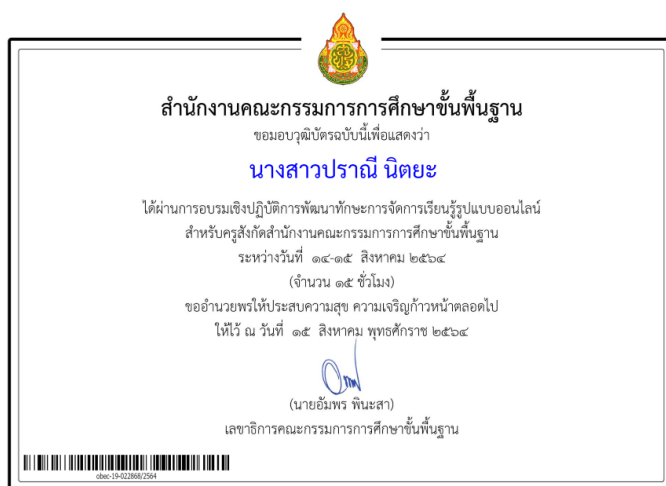 สำนักงานคณะกรรมการการศึกษาขั้นพื้นฐาน
ขอมอบวุฒิบัตรฉบับนี้เพื่อแสดงว่า
นางสาวปราณี นิตยะ
ได้ผ่านการอบรมเชิงปฏิบัติการพัฒนาทักษะการจัดการเรียนรู้รูปแบบออนไลน์
สำหรับครูสังกัดสำนักงานคณะกรรมการการศึกษาขั้นพื้นฐาน
ระหว่างวันที่ ๑๔-๑๕ สิงหาคม ๒๕๖๔
(จำนวน ๑๕ ชั่วโมง)
ขออำนวยพรให้ประสบความสุข ความเจริญก้าวหน้าตลอดไป
ให้ไว้ ณ วันที่ ๑๕ สิงหาคม พุทธศักราช ๒๕๖๔
(นายอัมพร พินะสา)
เลขาธิการคณะกรรมการการศึกษาขั้นพื้นฐาน
obec-19-022868/2564